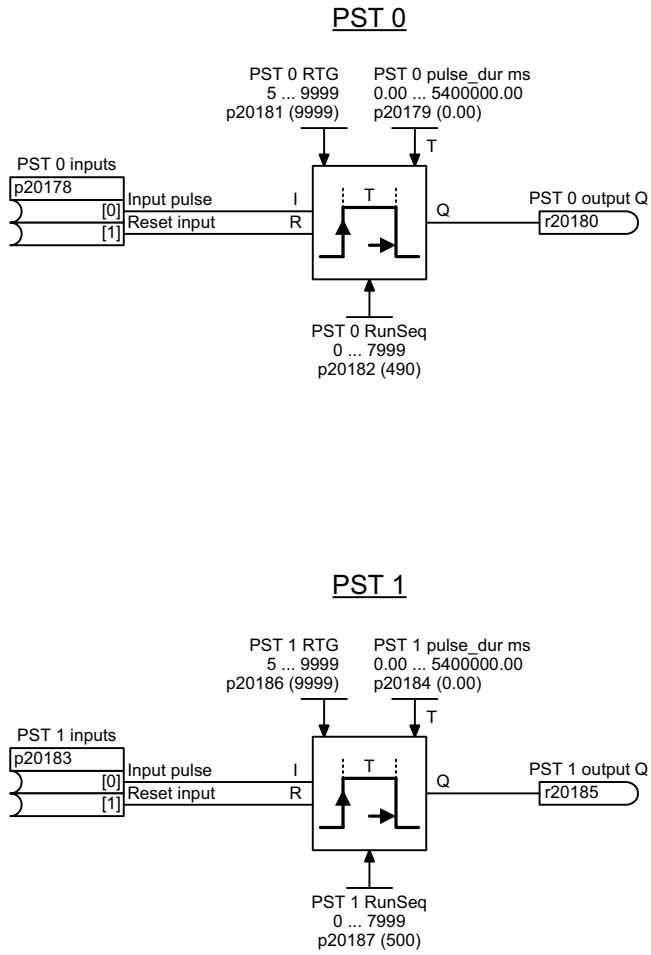 PST 0
PST 0 RTG
5 ... 9999
p20181 (9999)
PST 0 pulse_dur ms
0.00 ... 5400000.00
p20179 (0.00)
T
PST 0 inputs
p20178
[0]
[1]
Input pulse
Reset input
I
R
T
Q
PST 0 output Q
r20180
PST 0 RunSeq
0 ... 7999
p20182 (490)
PST 1
PST 1 RTG
5 ... 9999
p20186 (9999)
PST 1 pulse_dur ms
0.00 ... 5400000.00
p20184 (0.00)
T
PST 1 inputs
p20183
[0]
[1]
Input pulse
Reset input
I
R
T
Q
PST 1 output Q
r20185
PST 1 RunSeq
0 ... 7999
p20187 (500)